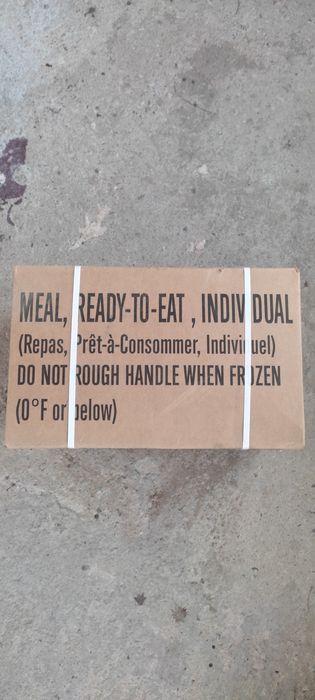 MEAL, READY-TO-EAT , INDIVIDUAL
(Repas, Prêt-à-Consommer, Individuel)
DO NOT ROUGH HANDLE WHEN FROZEN
(0°F or below)